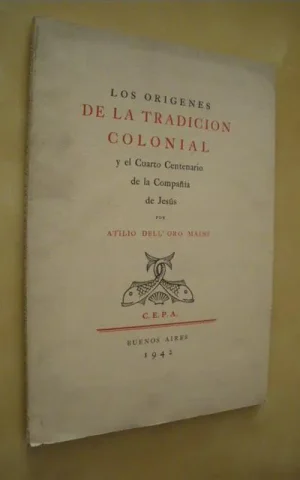 LOS ORIGENES
DE LA TRADICION
COLONIAL
y el Cuarto Centenario
de la Compañía
de Jesús
POR
ATILIO DELL'ORO MAINI
C.E.P.A.
BUENOS AIRES
1942